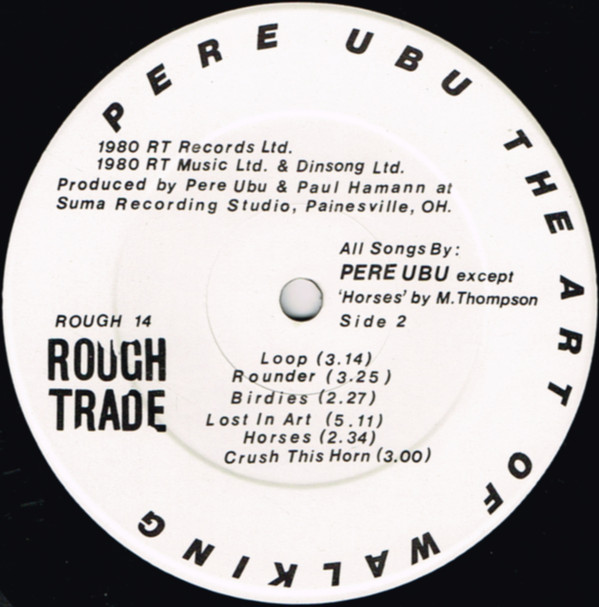 PERE UBU THE ART OF WALKING
1980 RT Records Ltd.
1980 RT Music Ltd. & Dinsong Ltd.
Produced by Pere Ubu & Paul Hamann at
Suma Recording Studio, Painesville, OH.
All Songs By:
PERE UBU except
'Horses' by M. Thompson
Side 2
ROUGH 14
ROUGH
TRADE
Loop (3.14)
Rounder (3.25)
Birdies (2.27)
Lost In Art (5.11)
Horses (2.34)
Crush This Horn (3.00)